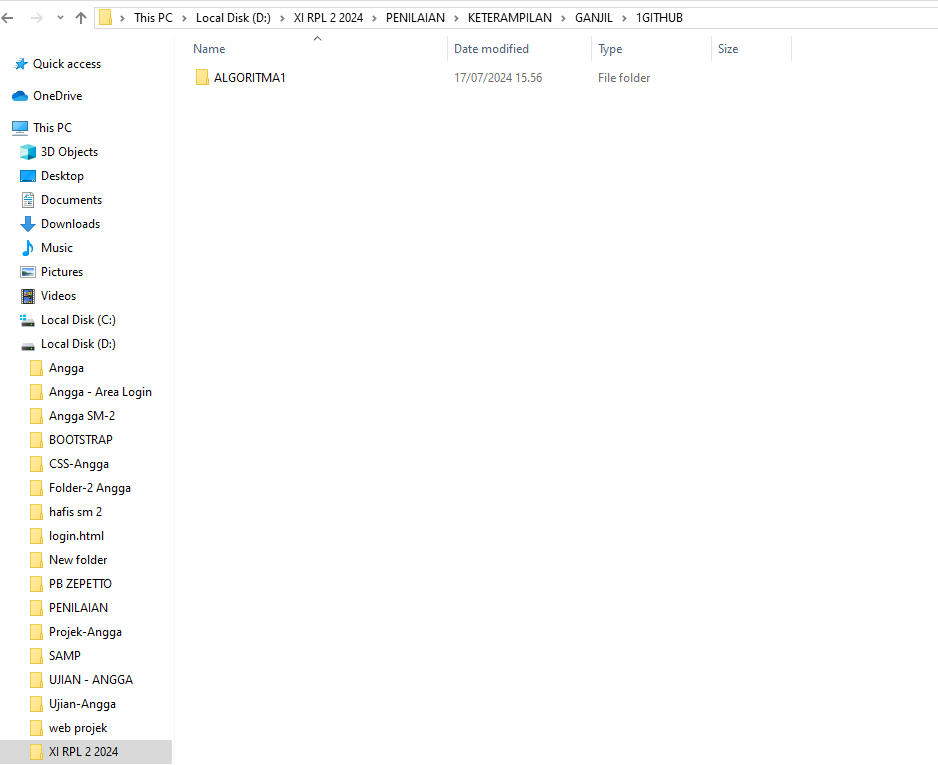 This PC > Local Disk (D:) > XI RPL 2 2024 > PENILAIAN > KETERAMPILAN > GANJIL > 1GITHUB
Name Date modified Type Size
ALGORITMA1 17/07/2024 15.56 File folder
Quick access
OneDrive
This PC
3D Objects
Desktop
Documents
Downloads
Music
Pictures
Videos
Local Disk (C:)
Local Disk (D:)
Angga
Angga - Area Login
Angga SM-2
BOOTSTRAP
CSS-Angga
Folder-2 Angga
hafis sm 2
login.html
New folder
PB ZEPETTO
PENILAIAN
Projek-Angga
SAMP
UJIAN - ANGGA
Ujian-Angga
web projek
XI RPL 2 2024